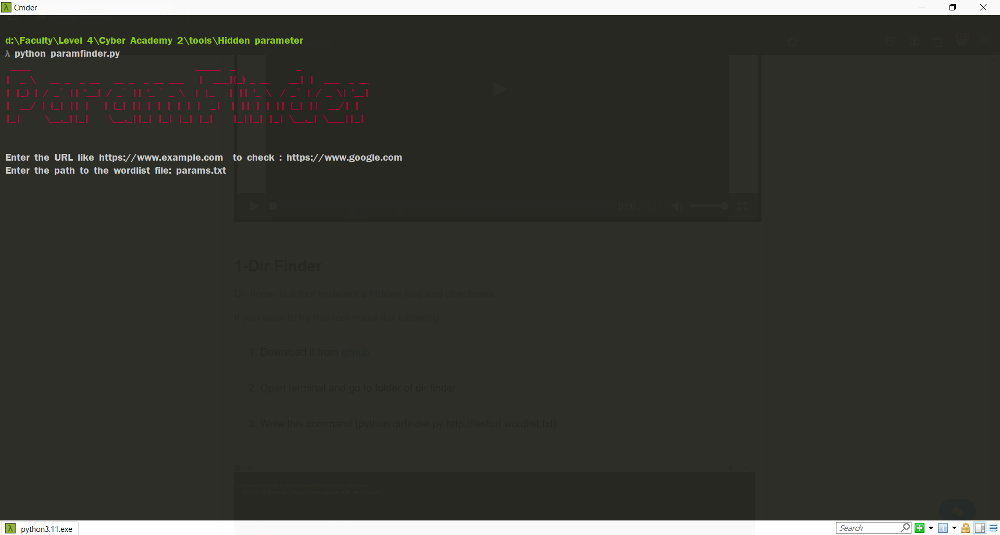 Cmder
d:\Faculty\Level 4\Cyber Academy 2\tools\Hidden parameter
λ python paramfinder.py
Param Finder
Enter the URL like https://www.example.com to check : https://www.google.com
Enter the path to the wordlist file: params.txt
0:00
1-Dir Finder
Dir finder is a tool to detect a hidden files and directories.
If you want to try this tool make the following:
1. Download it from github
2 Open terminal and go to folder of dir finder
3. Write this command (python dirfinder.py http://testurl wordlist.txt)
python3.11.exe
Search